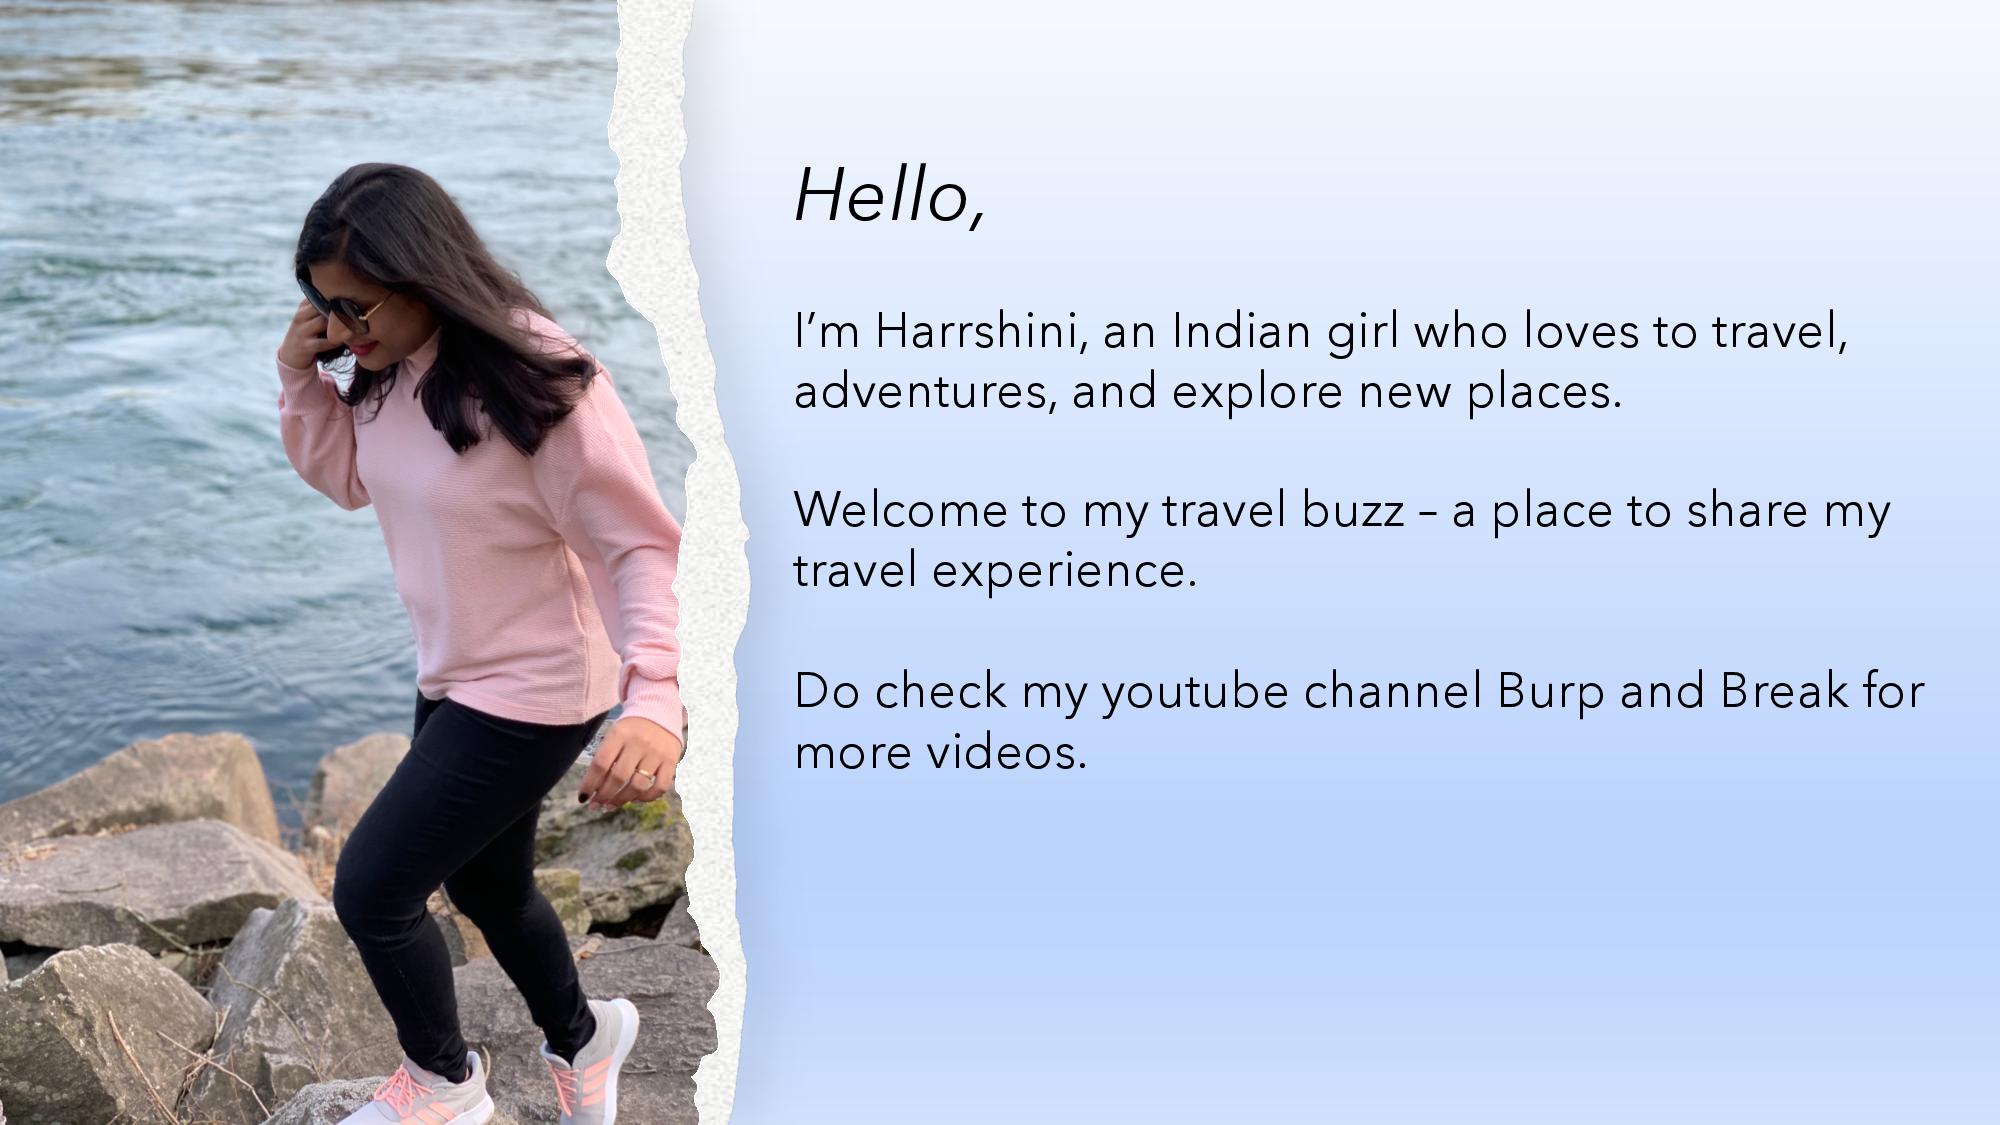 Hello,
I’m Harrshini, an Indian girl who loves to travel,
adventures, and explore new places.
Welcome to my travel buzz – a place to share my
travel experience.
Do check my youtube channel Burp and Break for
more videos.